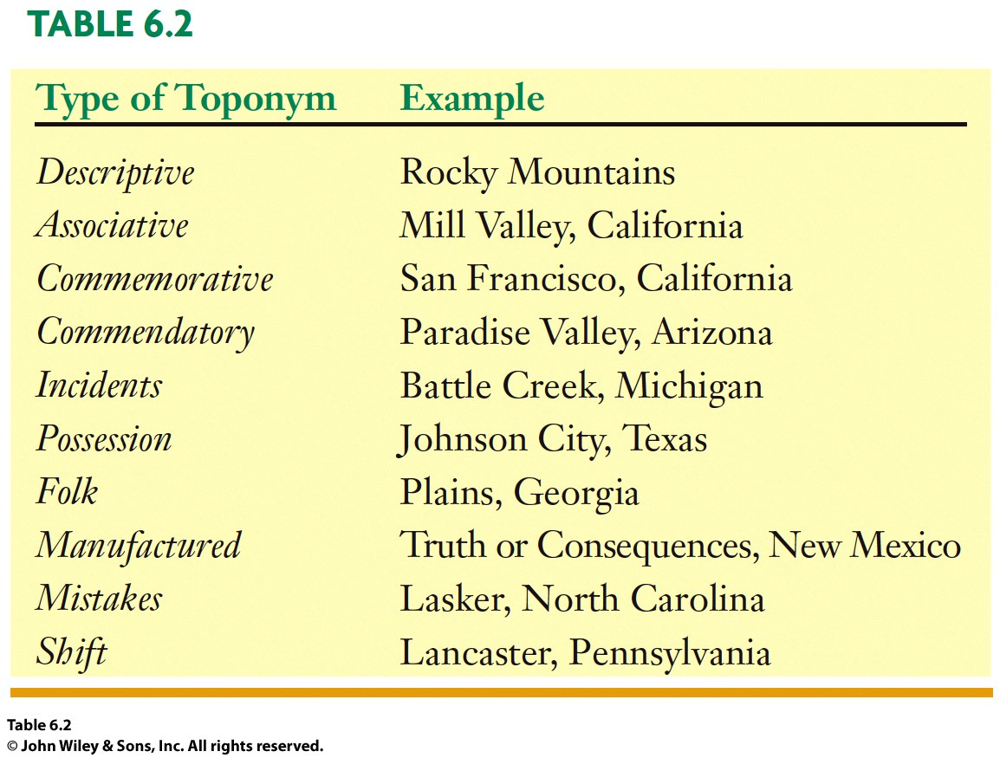 TABLE 6.2
Type of Toponym Example
Descriptive Rocky Mountains
Associative Mill Valley, California
Commemorative San Francisco, California
Commendatory Paradise Valley, Arizona
Incidents Battle Creek, Michigan
Possession Johnson City, Texas
Folk Plains, Georgia
Manufactured Truth or Consequences, New Mexico
Mistakes Lasker, North Carolina
Shift Lancaster, Pennsylvania
Table 6.2
© John Wiley & Sons, Inc. All rights reserved.